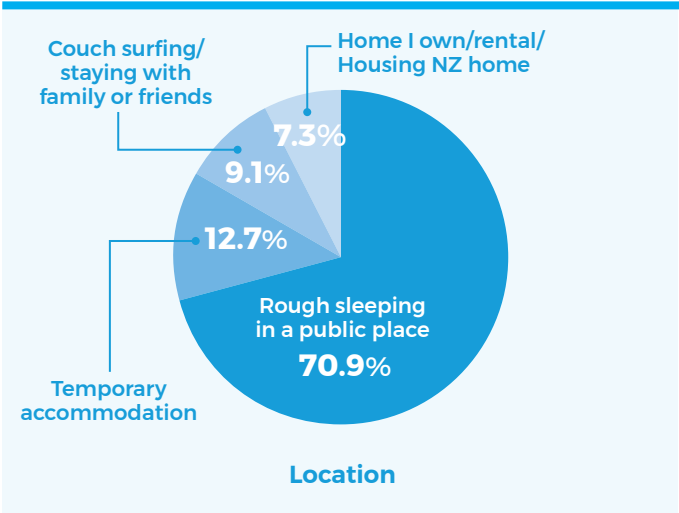 Couch surfing/
staying with
family or friends
Home I own/rental/
Housing NZ home
7.3%
9.1%
12.7%
Rough sleeping
in a public place
70.9%
Temporary
accommodation
Location